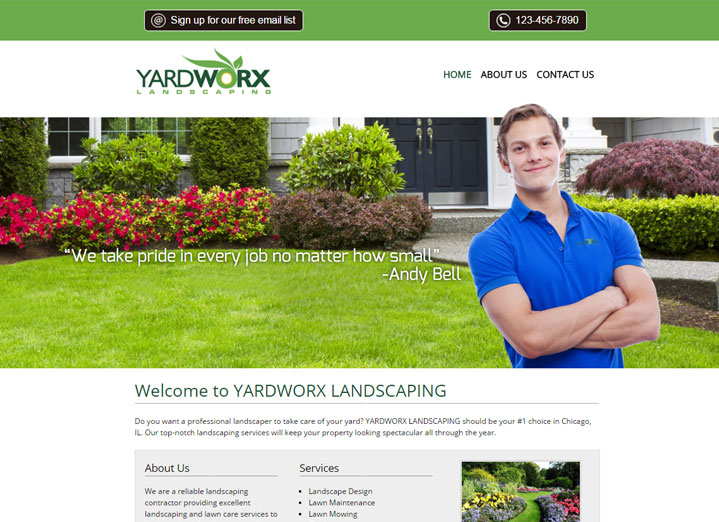 @ Sign up for our free email list
123-456-7890
YARDWORX
LANDSCAPING
HOME ABOUT US CONTACT US
“We take pride in every job no matter how small”
-Andy Bell
Welcome to YARDWORX LANDSCAPING
Do you want a professional landscaper to take care of your yard? YARDWORX LANDSCAPING should be your #1 choice in Chicago,
IL. Our top-notch landscaping services will keep your property looking spectacular all through the year.
About Us
We are a reliable landscaping
contractor providing excellent
landscaping and lawn care services to
Services
• Landscape Design
• Lawn Maintenance
• Lawn Mowing